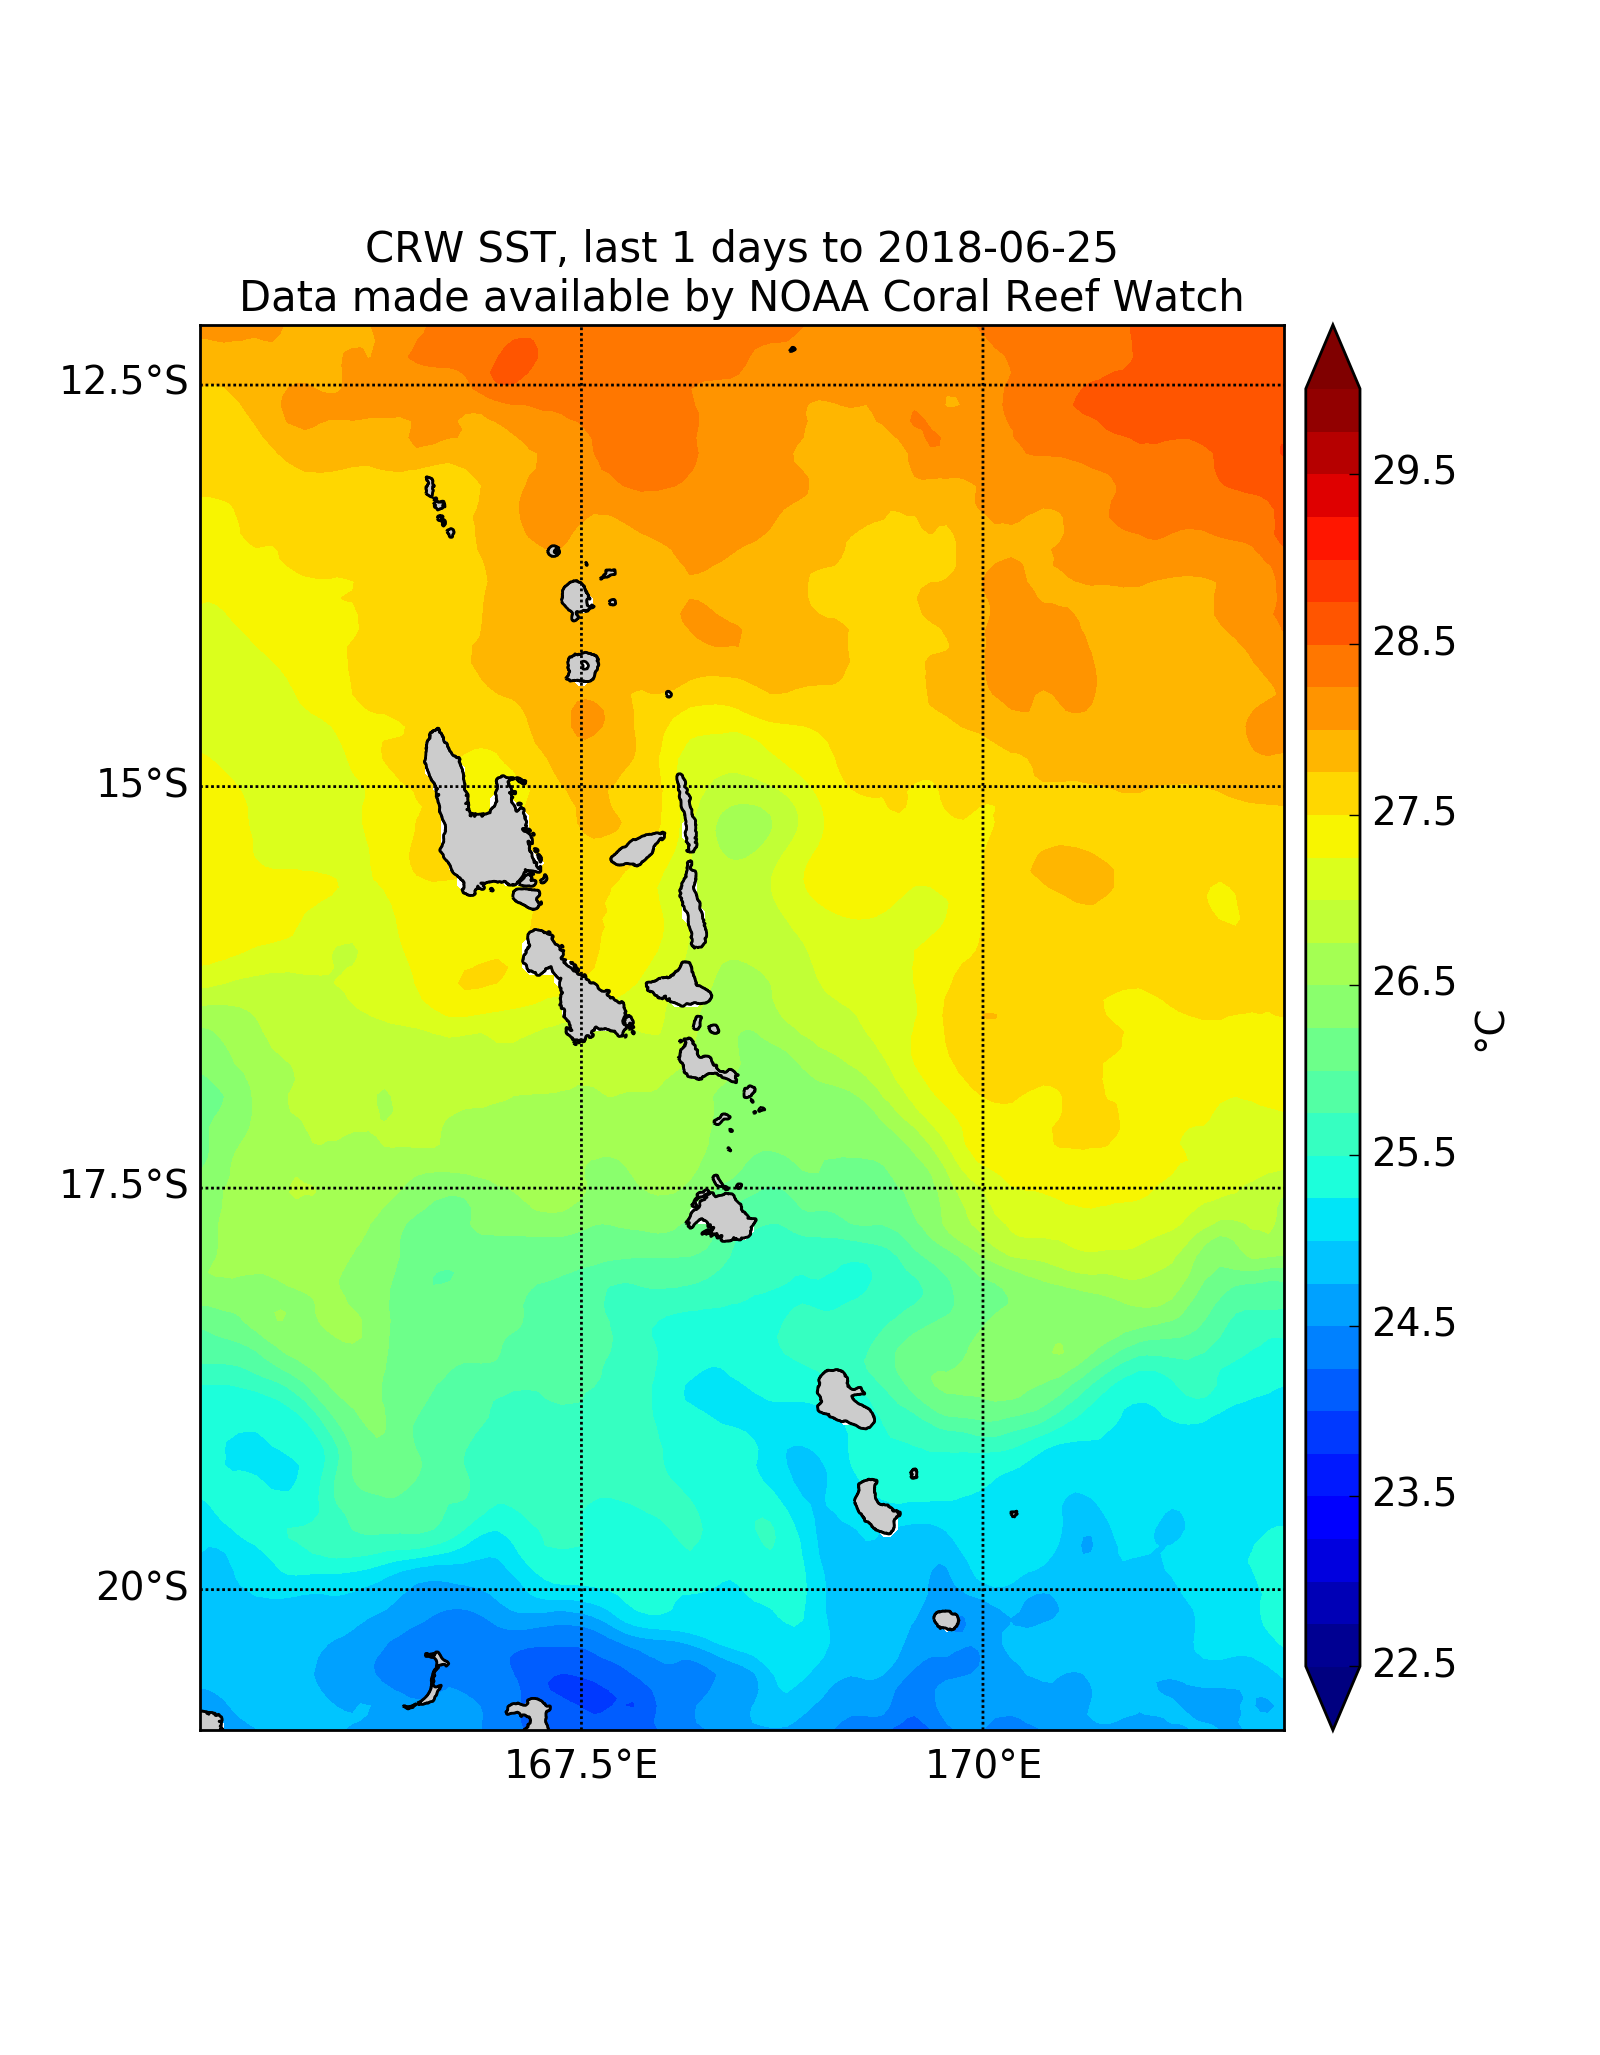 CRW SST, last 1 days to 2018-06-25
Data made available by NOAA Coral Reef Watch
12.5°S
15°S
17.5°S
20°S
167.5°E
170°E
29.5
28.5
27.5
26.5
25.5
24.5
23.5
22.5
°C